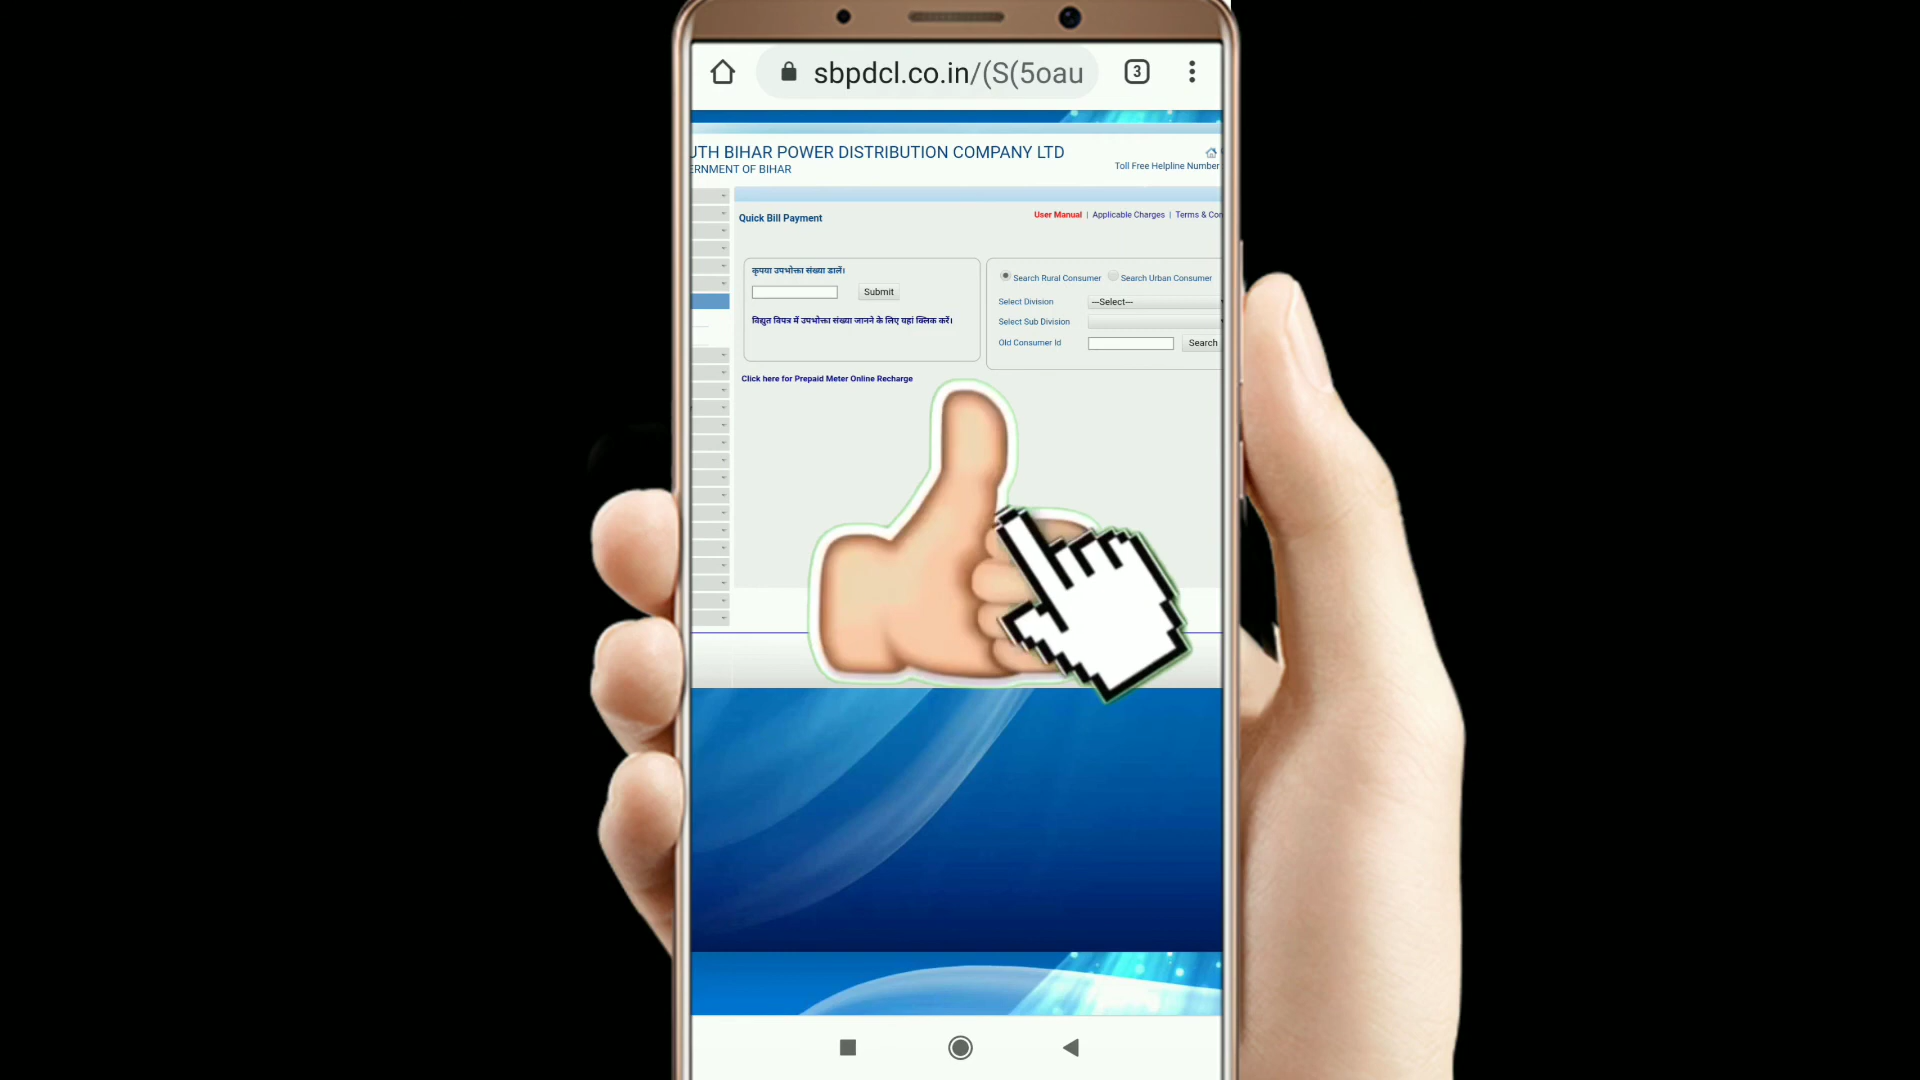 sbpdcl.co.in/(S(5oau
3
UTH BIHAR POWER DISTRIBUTION COMPANY LTD
ERNMENT OF BIHAR
Toll Free Helpline Number
Quick Bill Payment
User Manual | Applicable Charges | Terms & Con
कृपया उपभोक्ता संख्या डालें।
Submit
विद्युत विपत्र में उपभोक्ता संख्या जानने के लिए यहां क्लिक करें।
Search Rural Consumer Search Urban Consumer
Select Division ---Select---
Select Sub Division
Old Consumer Id Search
Click here for Prepaid Meter Online Recharge